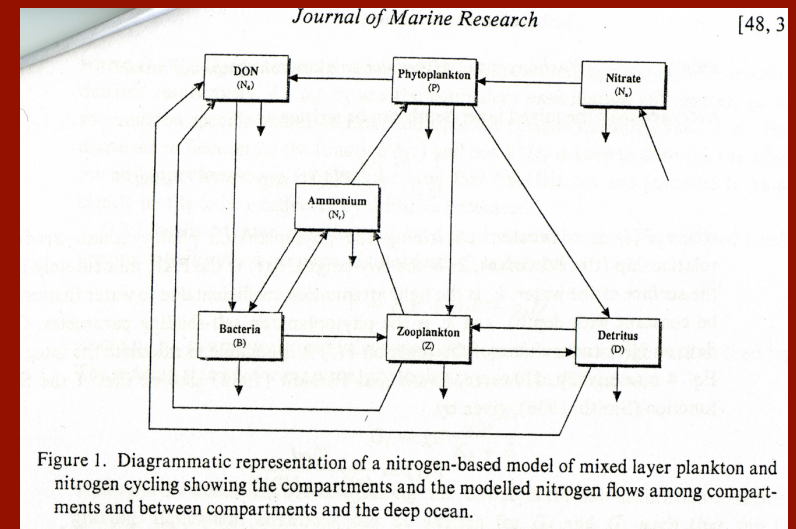 Journal of Marine Research
[48, 3
DON
(Nd)
Phytoplankton
(P)
Nitrate
(Nn)
Ammonium
(Nr)
Bacteria
(B)
Zooplankton
(Z)
Detritus
(D)
Figure 1. Diagrammatic representation of a nitrogen-based model of mixed layer plankton and
nitrogen cycling showing the compartments and the modelled nitrogen flows among compart-
ments and between compartments and the deep ocean.